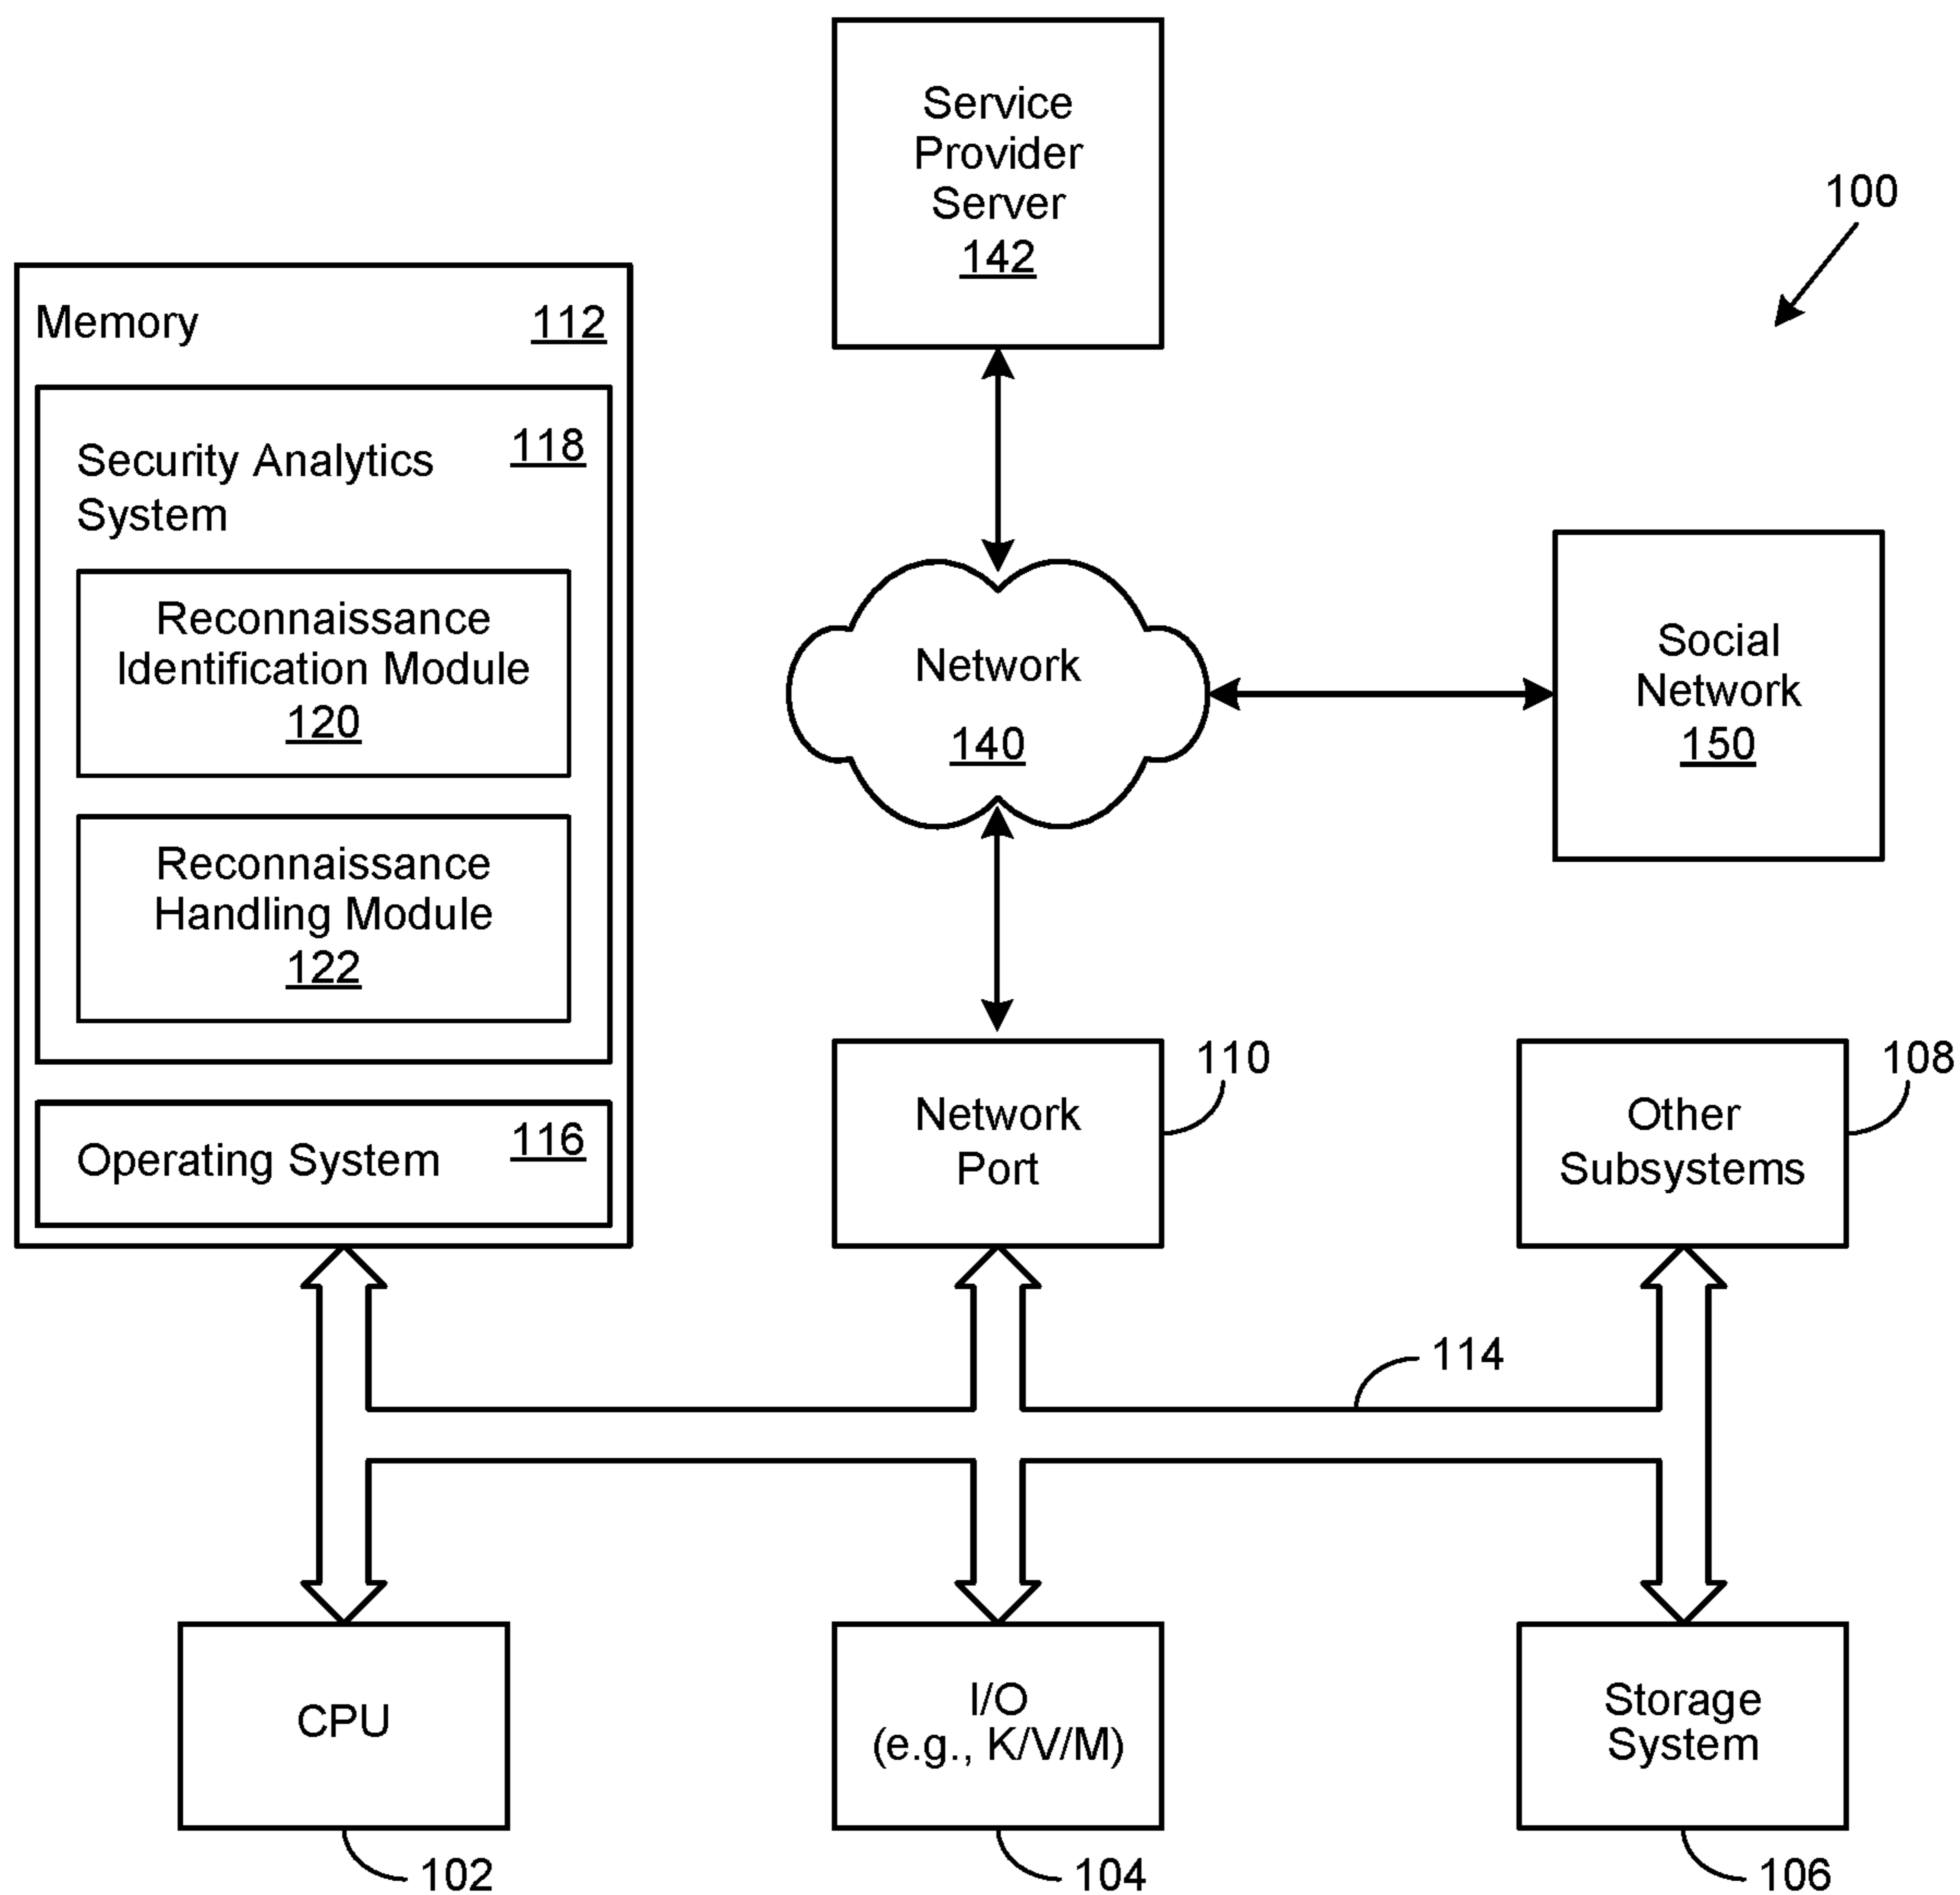 Service
Provider
Server
142
100
Memory 112
Security Analytics 118
System
Reconnaissance
Identification Module
120
Reconnaissance
Handling Module
122
Operating System 116
Network
140
Social
Network
150
Network
Port
110
Other
Subsystems
108
114
CPU
102
I/O
(e.g., K/V/M)
104
Storage
System
106